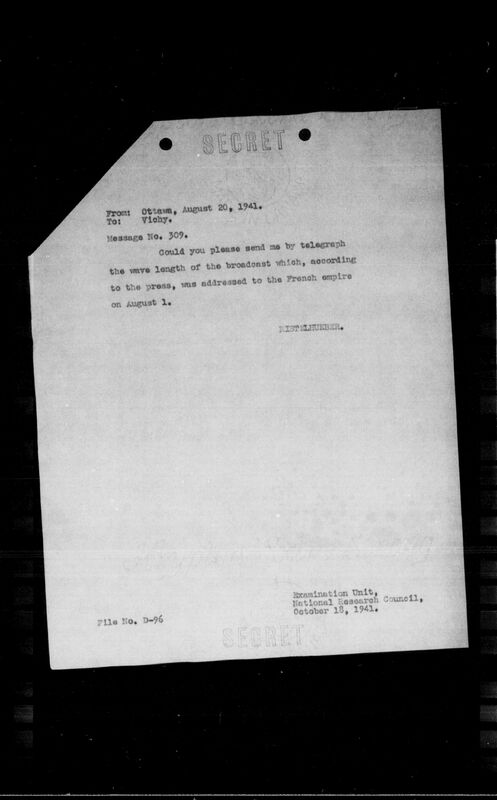 SECRET
From: Ottawa, August 20, 1941.
To: Vichy.
Message No. 309.
Could you please send me by telegraph
the wave length of the broadcast which, according
to the press, was addressed to the French empire
on August 1.
RISTELHUEBER.
Examination Unit,
National Research Council,
October 18, 1941.
File No. D-96
SECRET